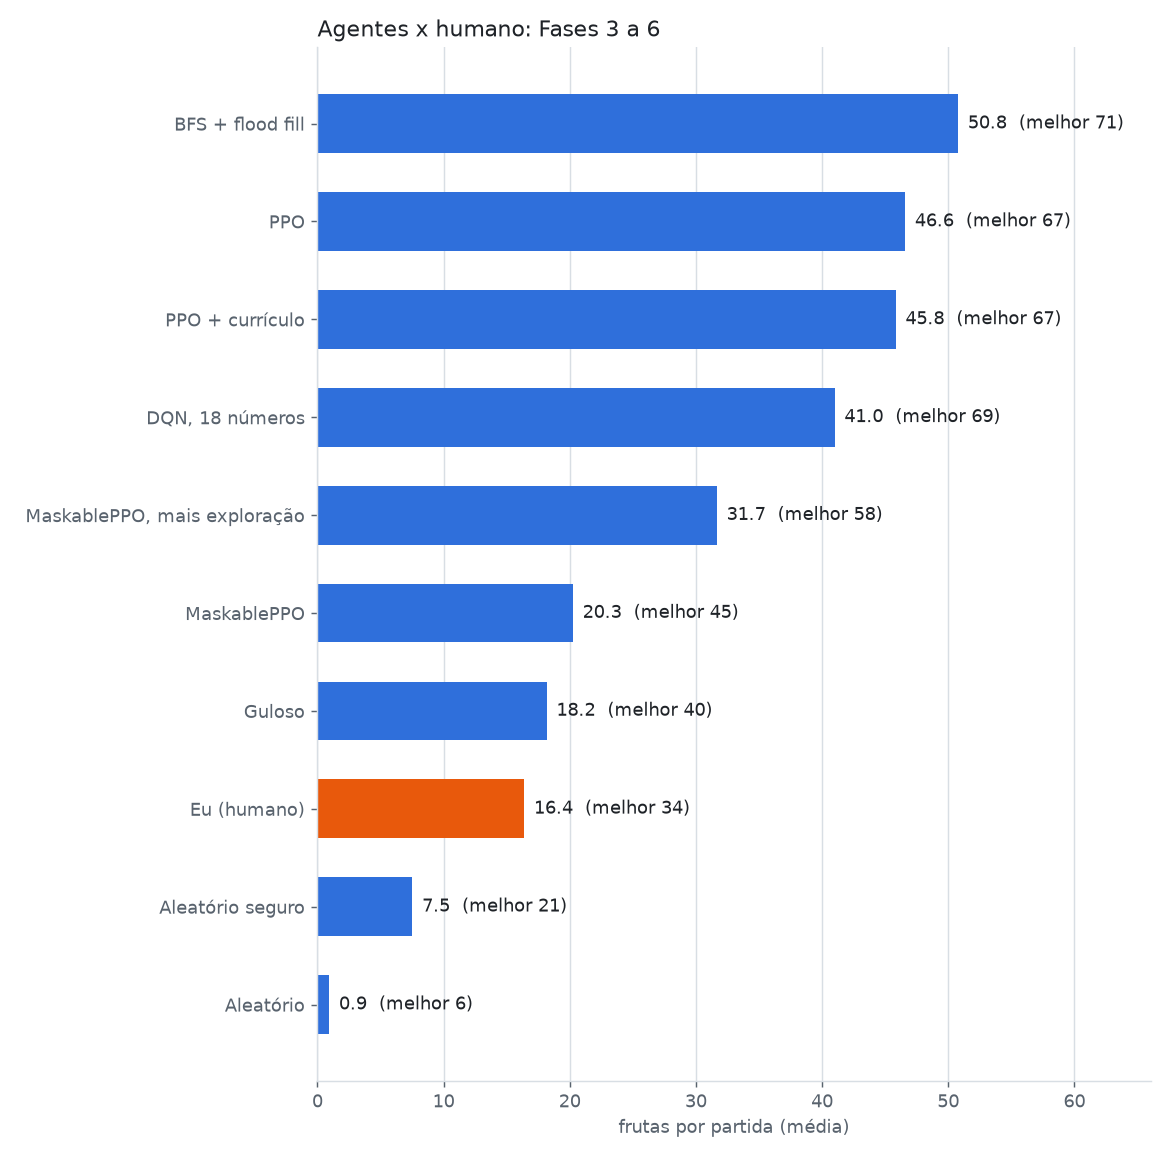 Agentes x humano: Fases 3 a 6
BFS + flood fill 50.8 (melhor 71)
PPO 46.6 (melhor 67)
PPO + currículo 45.8 (melhor 67)
DQN, 18 números 41.0 (melhor 69)
MaskablePPO, mais exploração 31.7 (melhor 58)
MaskablePPO 20.3 (melhor 45)
Guloso 18.2 (melhor 40)
Eu (humano) 16.4 (melhor 34)
Aleatório seguro 7.5 (melhor 21)
Aleatório 0.9 (melhor 6)
0 10 20 30 40 50 60
frutas por partida (média)